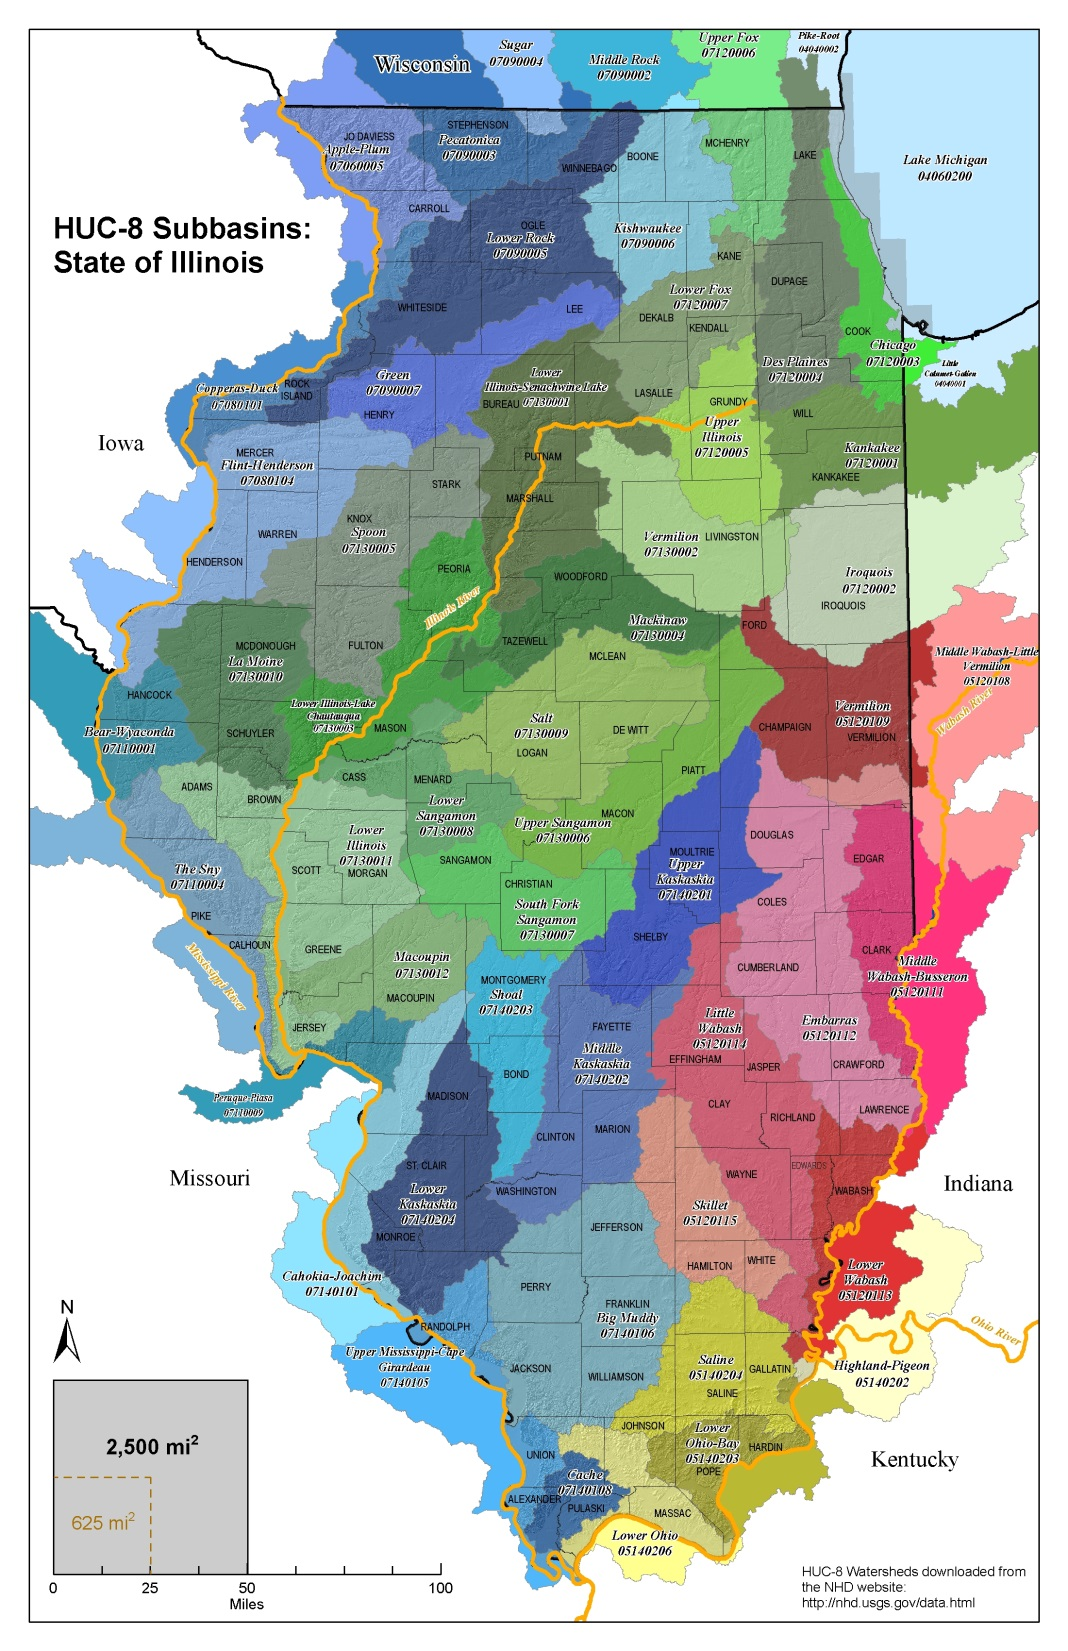 Wisconsin
Sugar
07090004
Middle Rock
07090002
Upper Fox
07120006
Pike-Root
04040002
Lake Michigan
04060200
HUC-8 Subbasins:
State of Illinois
JO DAVIESS
Apple-Plum
07060005
STEPHENSON
Pecatonica
07090003
WINNEBAGO
BOONE
MCHENRY
LAKE
CARROLL
OGLE
Lower Rock
07090005
Kishwaukee
07090006
KANE
DUPAGE
WHITESIDE
LEE
Lower Fox
07120007
DEKALB
KENDALL
COOK
Chicago
07120003
Little
Calumet-Galien
04040001
Des Plaines
07120004
Copperas-Duck
07080101
ROCK
ISLAND
Green
07090007
HENRY
Lower
Illinois-Senachwine Lake
07130001
BUREAU
LASALLE
GRUNDY
WILL
Upper
Illinois
07120005
Iowa
MERCER
Flint-Henderson
07080104
PUTNAM
Kankakee
07120001
KANKAKEE
STARK
MARSHALL
KNOX
Spoon
07130005
WARREN
HENDERSON
Vermilion
07130002
LIVINGSTON
PEORIA
WOODFORD
Iroquois
07120002
IROQUOIS
Illinois River
Mackinaw
07130004
FORD
MCDONOUGH
La Moine
07130010
FULTON
TAZEWELL
MCLEAN
Middle Wabash-Little
Vermilion
05120108
HANCOCK
Bear-Wyaconda
07110001
SCHUYLER
Lower Illinois-Lake
Chautauqua
07130003
MASON
Salt
07130009
LOGAN
DE WITT
CHAMPAIGN
Vermilion
05120109
VERMILION
Wabash River
ADAMS
BROWN
CASS
MENARD
PIATT
Lower
Sangamon
07130008
Upper Sangamon
07130006
MACON
Lower
Illinois
07130011
MORGAN
SCOTT
SANGAMON
DOUGLAS
EDGAR
MOULTRIE
Upper
Kaskaskia
07140201
The Sny
07110004
PIKE
CHRISTIAN
South Fork
Sangamon
07130007
COLES
SHELBY
CALHOUN
Mississippi River
GREENE
Macoupin
07130012
MACOUPIN
MONTGOMERY
Shoal
07140203
CUMBERLAND
CLARK
Middle
Wabash-Busseron
05120111
JERSEY
FAYETTE
Middle
Kaskaskia
07140202
Little
Wabash
05120114
EFFINGHAM
Embarras
05120112
JASPER
CRAWFORD
Peruque-Piasa
07110009
MADISON
BOND
CLAY
RICHLAND
LAWRENCE
CLINTON
MARION
Missouri
ST. CLAIR
Lower
Kaskaskia
07140204
MONROE
WASHINGTON
WAYNE
EDWARDS
WABASH
Indiana
JEFFERSON
Skillet
05120115
HAMILTON
WHITE
Lower
Wabash
05120113
Cahokia-Joachim
07140101
PERRY
FRANKLIN
Big Muddy
07140106
RANDOLPH
Upper Mississippi-Cape
Girardeau
07140105
Ohio River
JACKSON
WILLIAMSON
Saline
05140204
SALINE
GALLATIN
Highland-Pigeon
05140202
JOHNSON
Lower
Ohio-Bay
05140203
POPE
HARDIN
Kentucky
UNION
Cache
07140108
ALEXANDER
PULASKI
MASSAC
Lower Ohio
05140206
N
2,500 mi2
625 mi2
0 25 50 100
Miles
HUC-8 Watersheds downloaded from
the NHD website:
http://nhd.usgs.gov/data.html